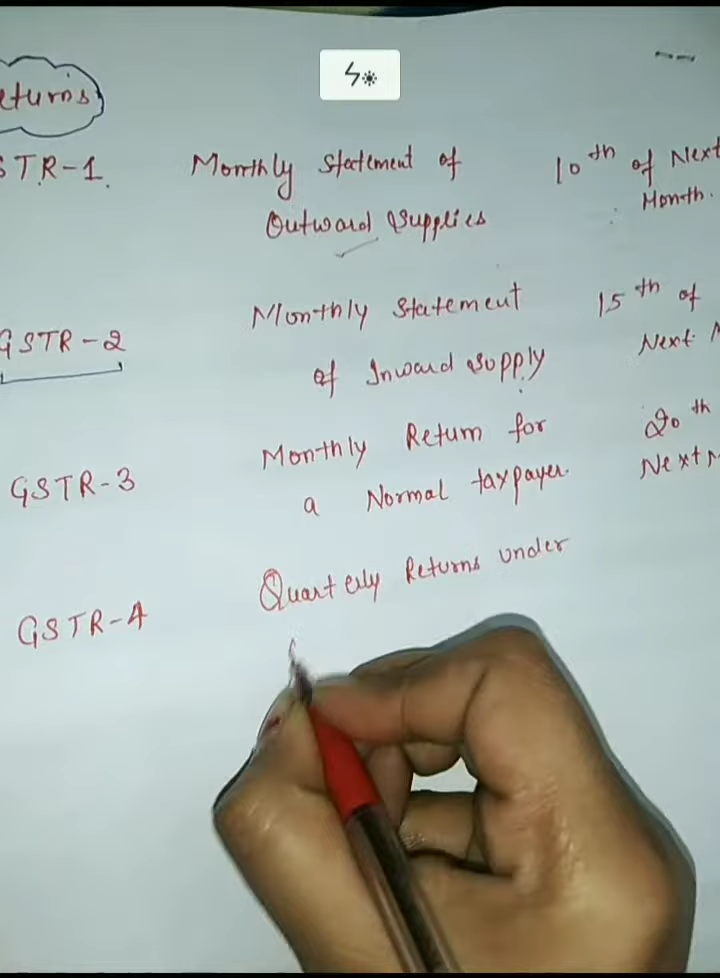 eturns
STR-1. Monthly Statement of 10th of Next
Outward Supplies Month.
GSTR-2 Monthly Statement 15th of
of Inward supply Next M
GSTR-3 Monthly Return for 20th
a Normal taxpayer. Next M
GSTR-4 Quarterly Returns under